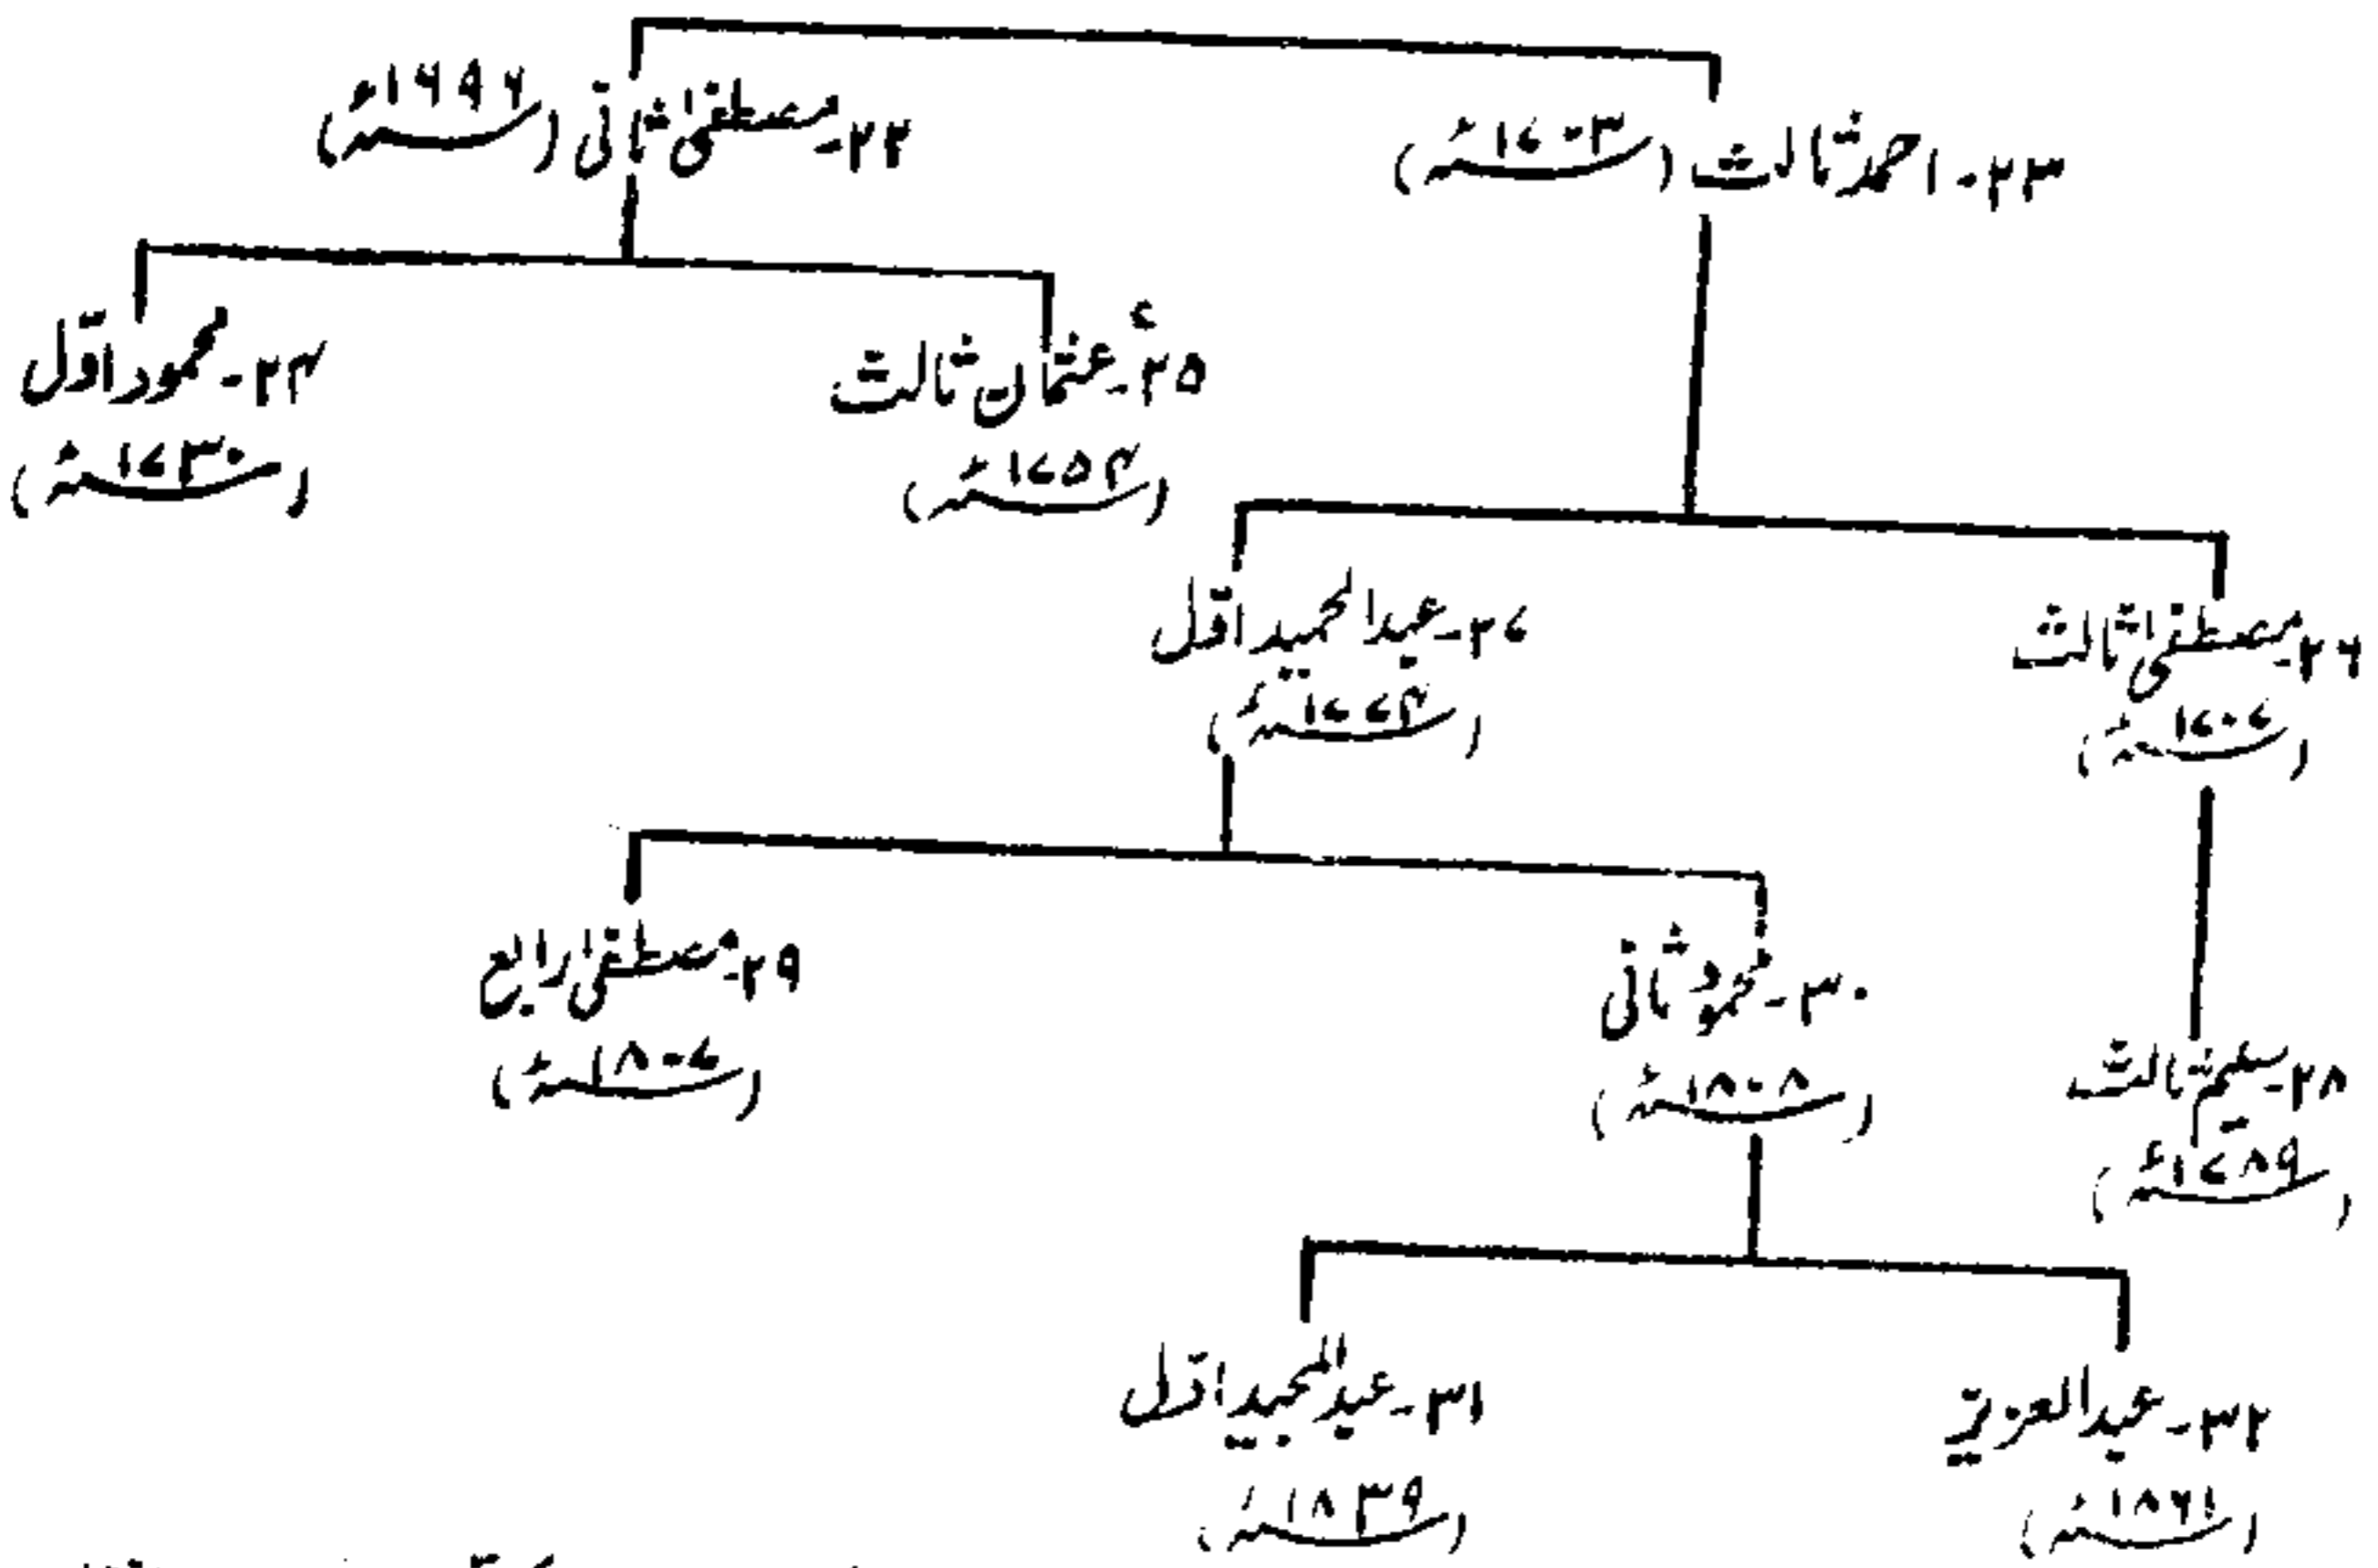 ۲۳۔ احمد ثالث (۱۷۰۳ء)
۲۲۔ مصطفیٰ ثانی (۱۶۹۶ء)
۲۵۔ عثمان ثالث
(۱۷۵۴ء)
۲۴۔ محمود اوّل
(۱۷۳۰ء)
۲۶۔ مصطفیٰ ثالث
(۱۷۰۷ء)
۲۷۔ عبدالحمید اوّل
(۱۷۷۴ء)
۲۸۔ سلیم ثالث
(۱۷۸۹ء)
۳۰۔ محمود ثانی
(۱۸۰۸ء)
۲۹۔ مصطفیٰ رابع
(۱۸۰۷ء)
۳۲۔ عبدالعزیز
(۱۸۶۱ء)
۳۱۔ عبدالمجید اوّل
(۱۸۳۹ء)